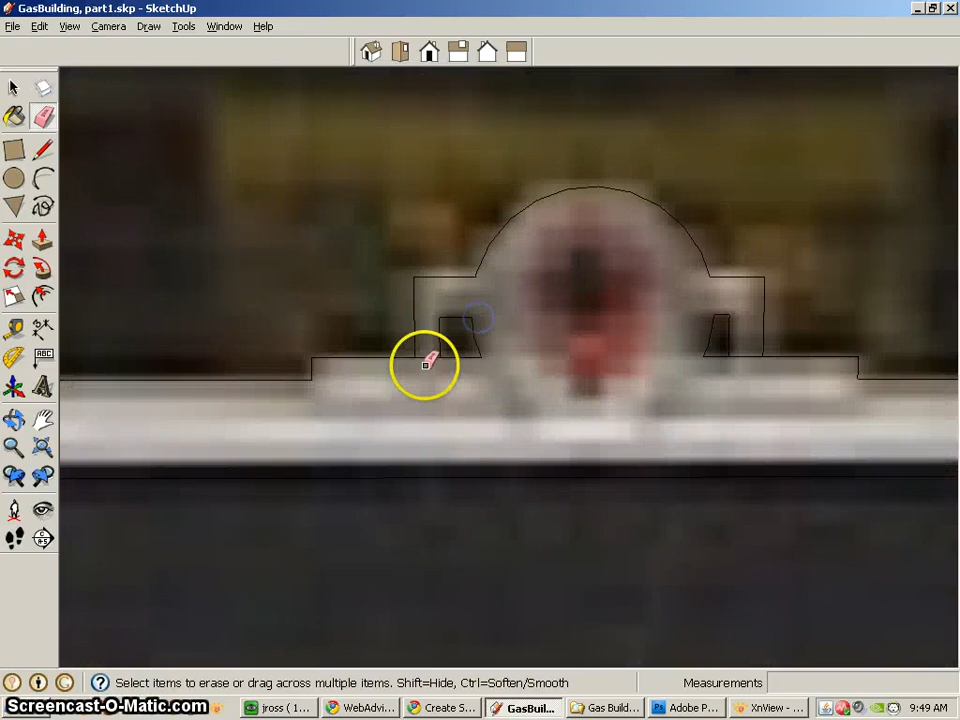 GasBuilding, part1.skp - SketchUp
File Edit View Camera Draw Tools Window Help
ABC
Select items to erase or drag across multiple items. Shift=Hide, Ctrl=Soften/Smooth Measurements
Screencast-O-Matic.com jross ( 1... WebAdvi... Create S... GasBuil... Gas Build... Adobe P... XnView - ... 9:49 AM